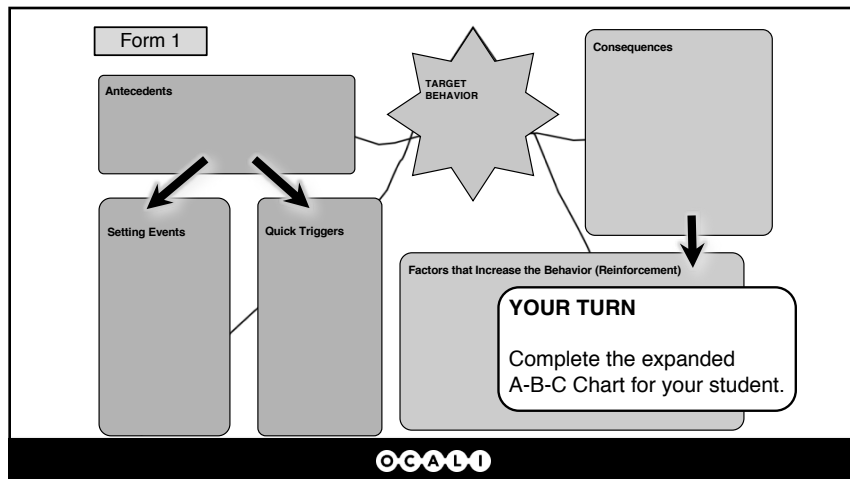 Form 1
Antecedents
TARGET
BEHAVIOR
Consequences
Setting Events
Quick Triggers
Factors that Increase the Behavior (Reinforcement)
YOUR TURN
Complete the expanded
A-B-C Chart for your student.
OCALI